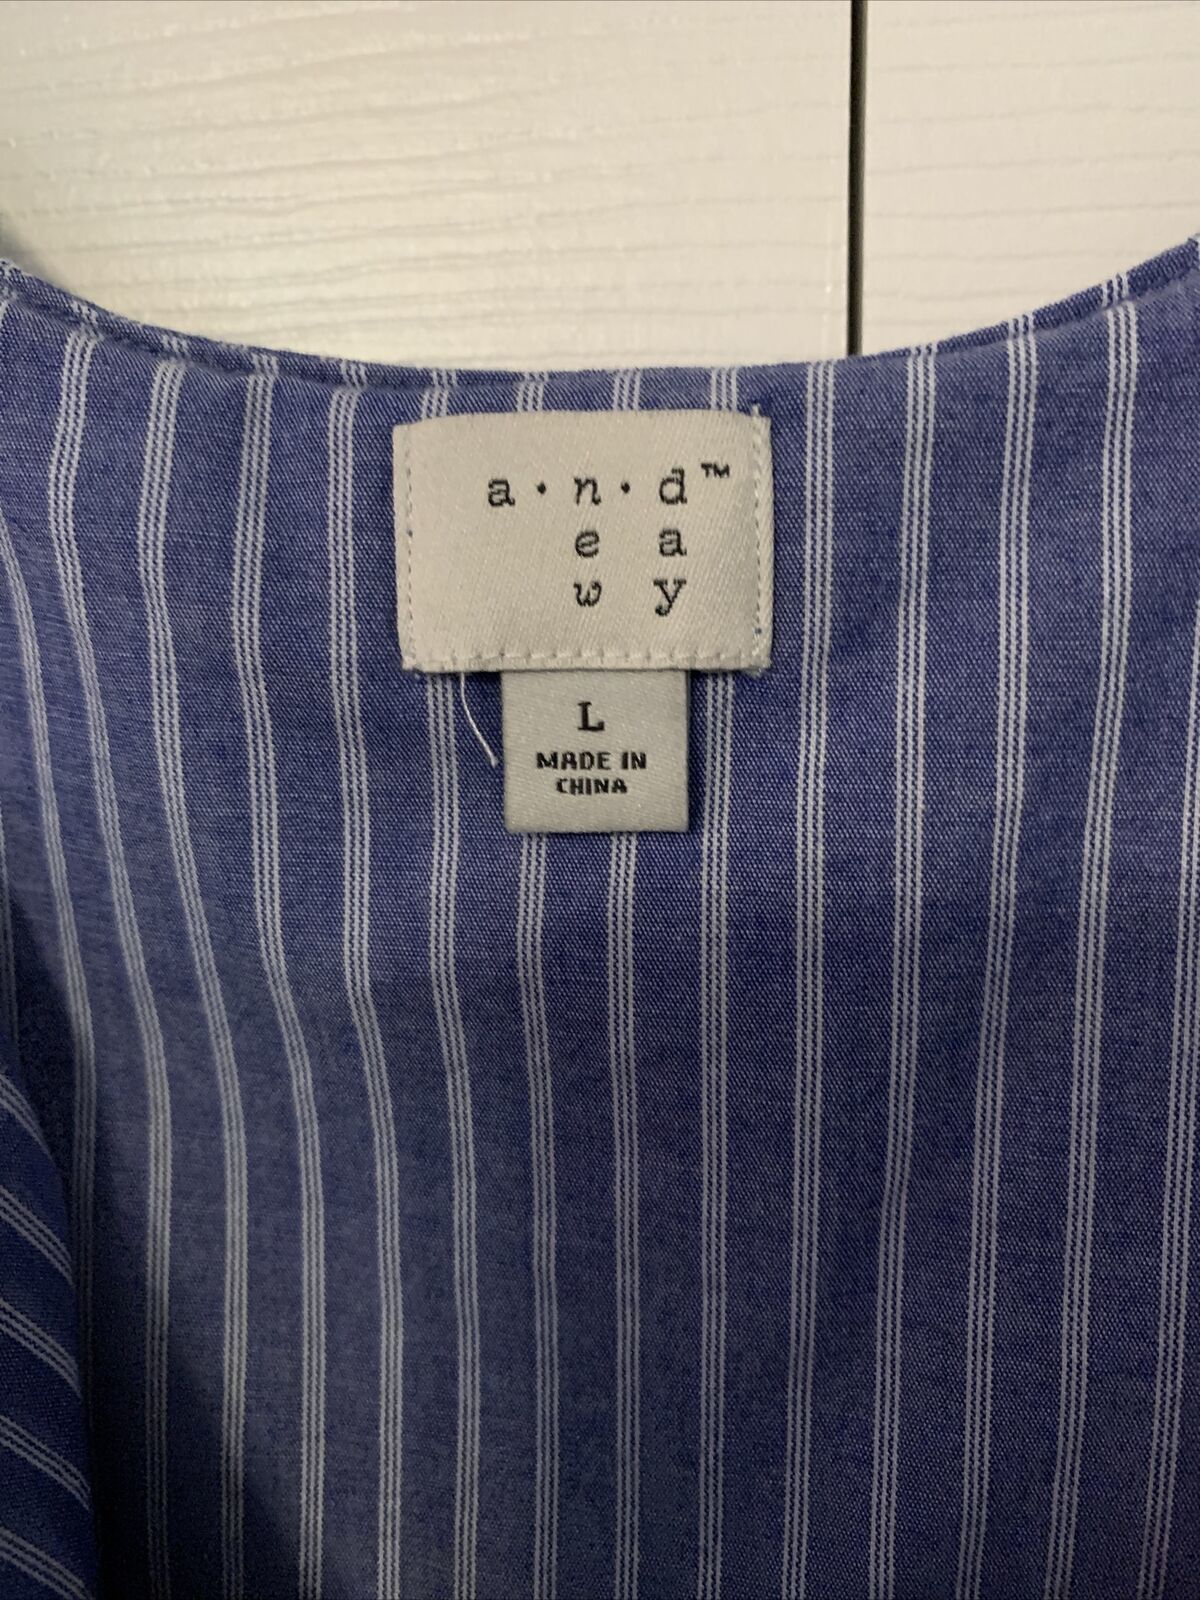 a · n · d™
e a
w y
L
MADE IN
CHINA